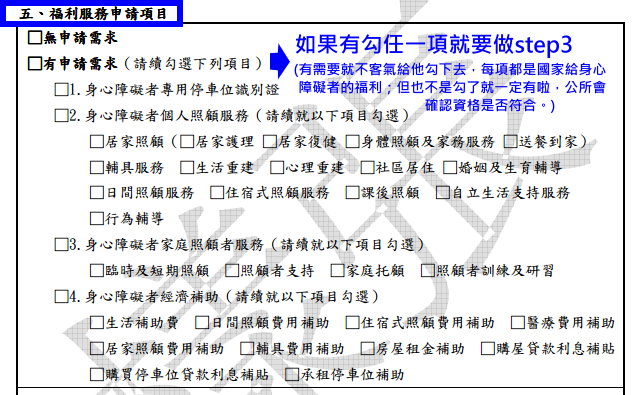 五、福利服務申請項目
□無申請需求
□有申請需求（請續勾選下列項目）
如果有勾任一項就要做step3
(有需要就不客氣給他勾下去，每項都是國家給身心
障礙者的福利；但也不是勾了就一定有啦，公所會
確認資格是否符合。)
□1.身心障礙者專用停車位識別證
□2.身心障礙者個人照顧服務（請續就以下項目勾選）
□居家照顧（□居家護理 □居家復健 □身體照顧及家務服務 □送餐到家）
□輔具服務 □生活重建 □心理重建 □社區居住 □婚姻及生育輔導
□日間照顧服務 □住宿式照顧服務 □課後照顧 □自立生活支持服務
□行為輔導
□3.身心障礙者家庭照顧者服務（請續就以下項目勾選）
□臨時及短期照顧 □照顧者支持 □家庭托顧 □照顧者訓練及研習
□4.身心障礙者經濟補助（請續就以下項目勾選）
□生活補助費 □日間照顧費用補助 □住宿式照顧費用補助 □醫療費用補助
□居家照顧費用補助 □輔具費用補助 □房屋租金補助 □購屋貸款利息補貼
□購買停車位貸款利息補貼 □承租停車位補助